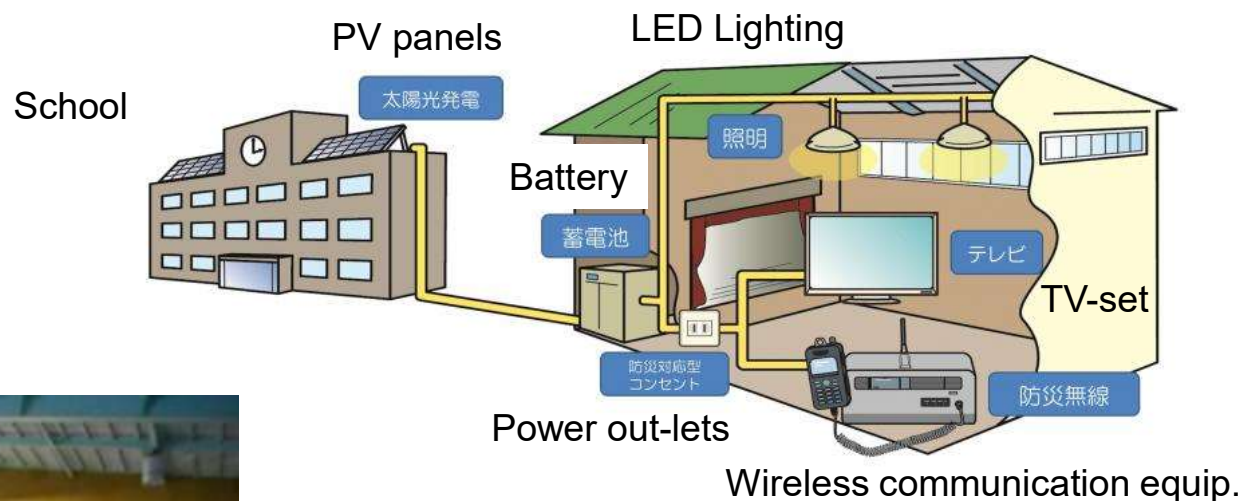 PV panels
LED Lighting
太陽光発電
School
照明
Battery
蓄電池
テレビ
TV-set
防災対応型
コンセント
防災無線
Power out-lets
Wireless communication equip.